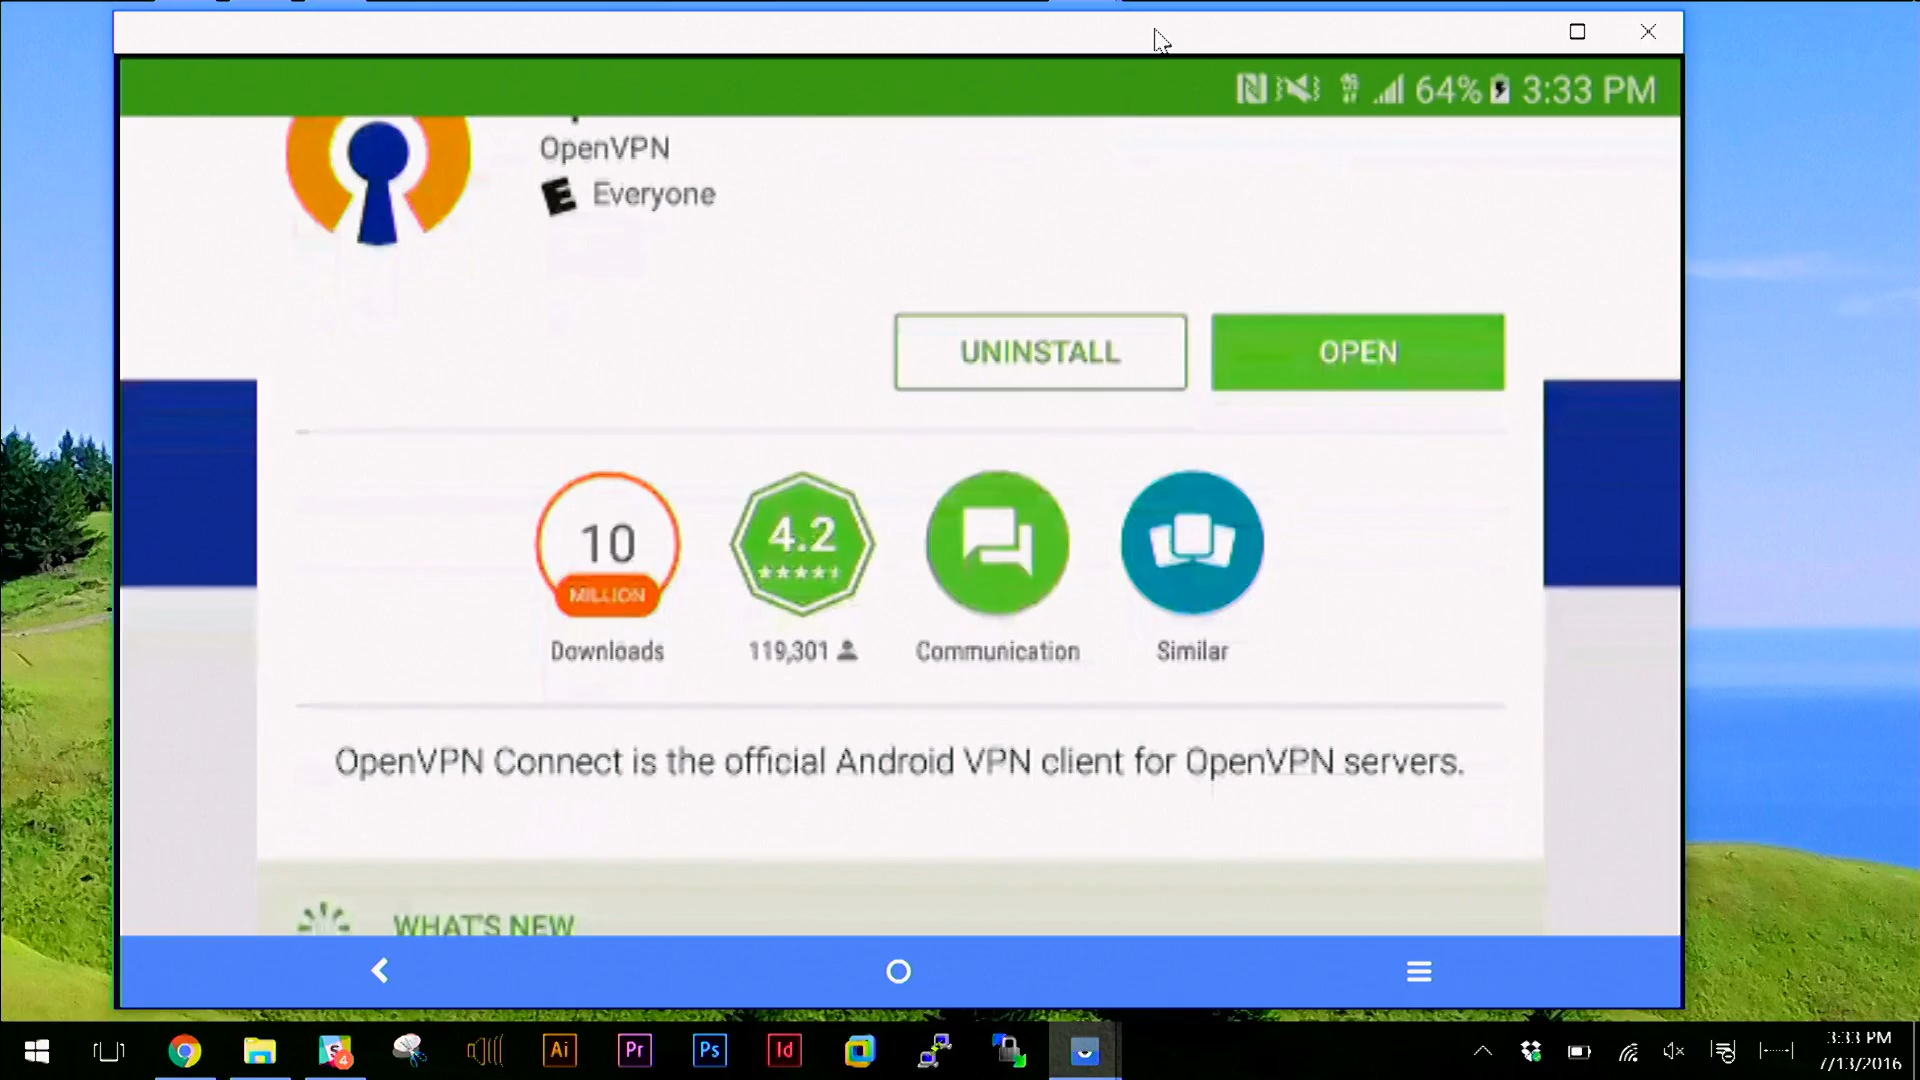 64% 3:33 PM
OpenVPN
E Everyone
UNINSTALL
OPEN
10
MILLION
Downloads
4.2
119,301
Communication
Similar
OpenVPN Connect is the official Android VPN client for OpenVPN servers.
WHAT'S NEW
4
Ai
Pr
Ps
Id
3:33 PM
7/13/2016